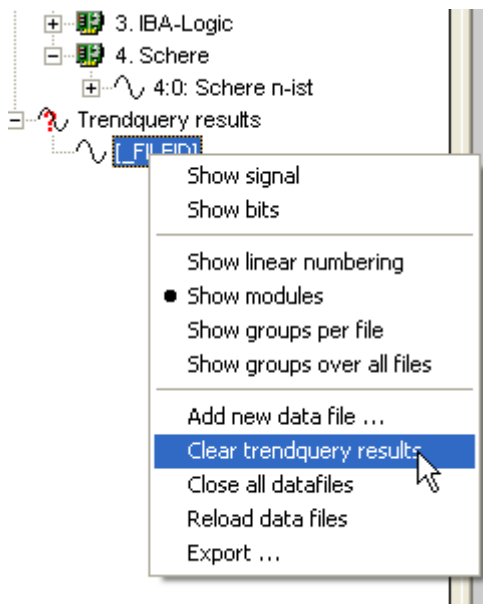 3. IBA-Logic
4. Schere
4:0: Schere n-ist
Trendquery results
[_FILEID]
Show signal
Show bits
Show linear numbering
Show modules
Show groups per file
Show groups over all files
Add new data file ...
Clear trendquery results
Close all datafiles
Reload data files
Export ...